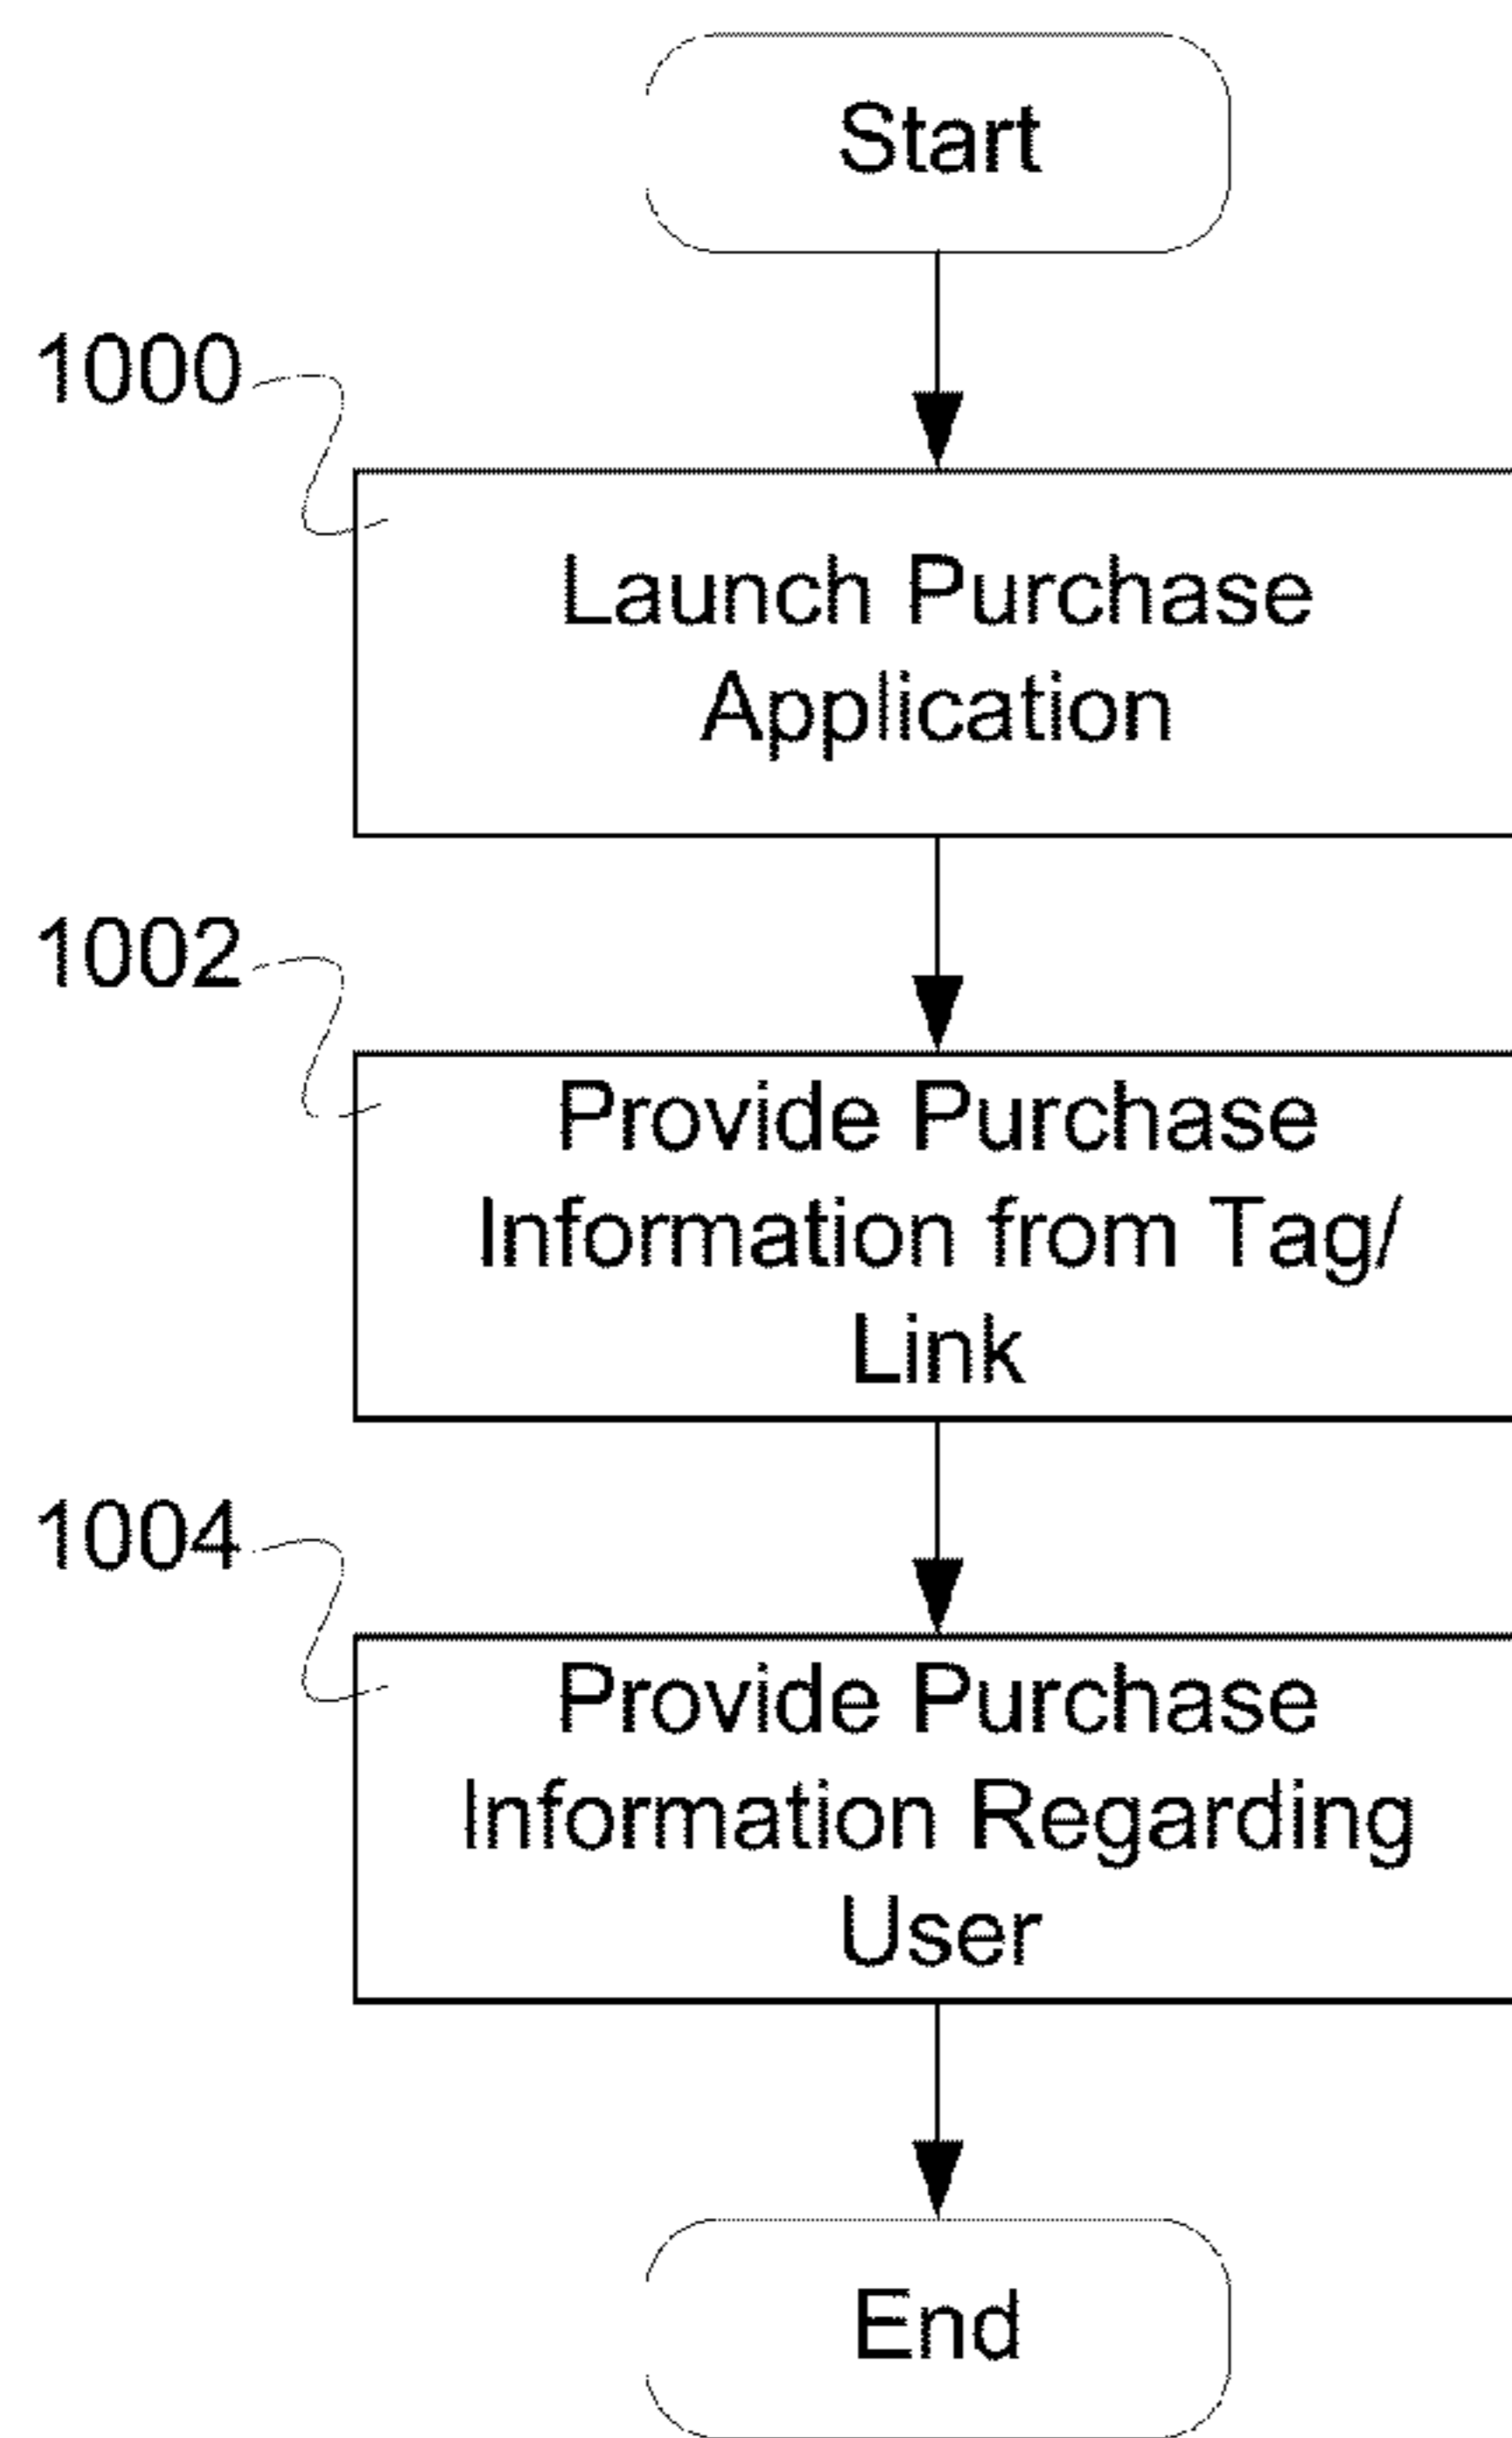 Start
1000
Launch Purchase
Application
1002
Provide Purchase
Information from Tag/
Link
1004
Provide Purchase
Information Regarding
User
End